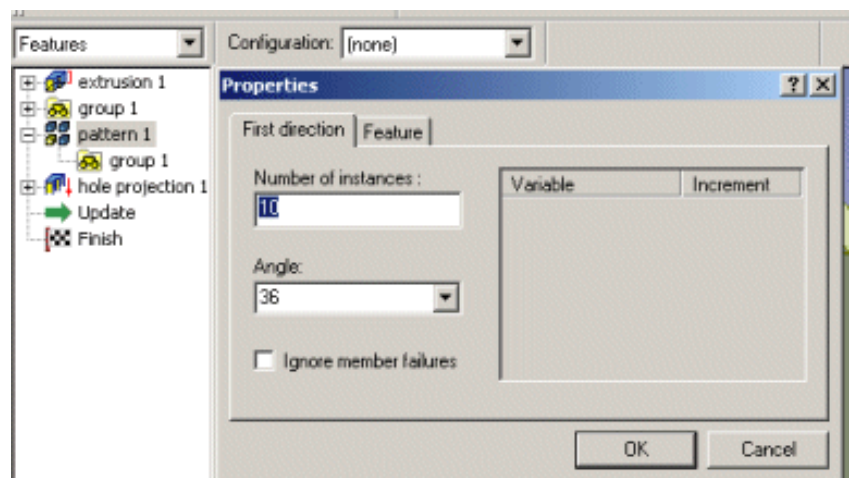 Features
Configuration: (none)
extrusion 1
group 1
pattern 1
group 1
hole projection 1
Update
Finish
Properties
First direction Feature
Number of instances :
10
Angle:
36
Ignore member failures
Variable Increment
OK Cancel